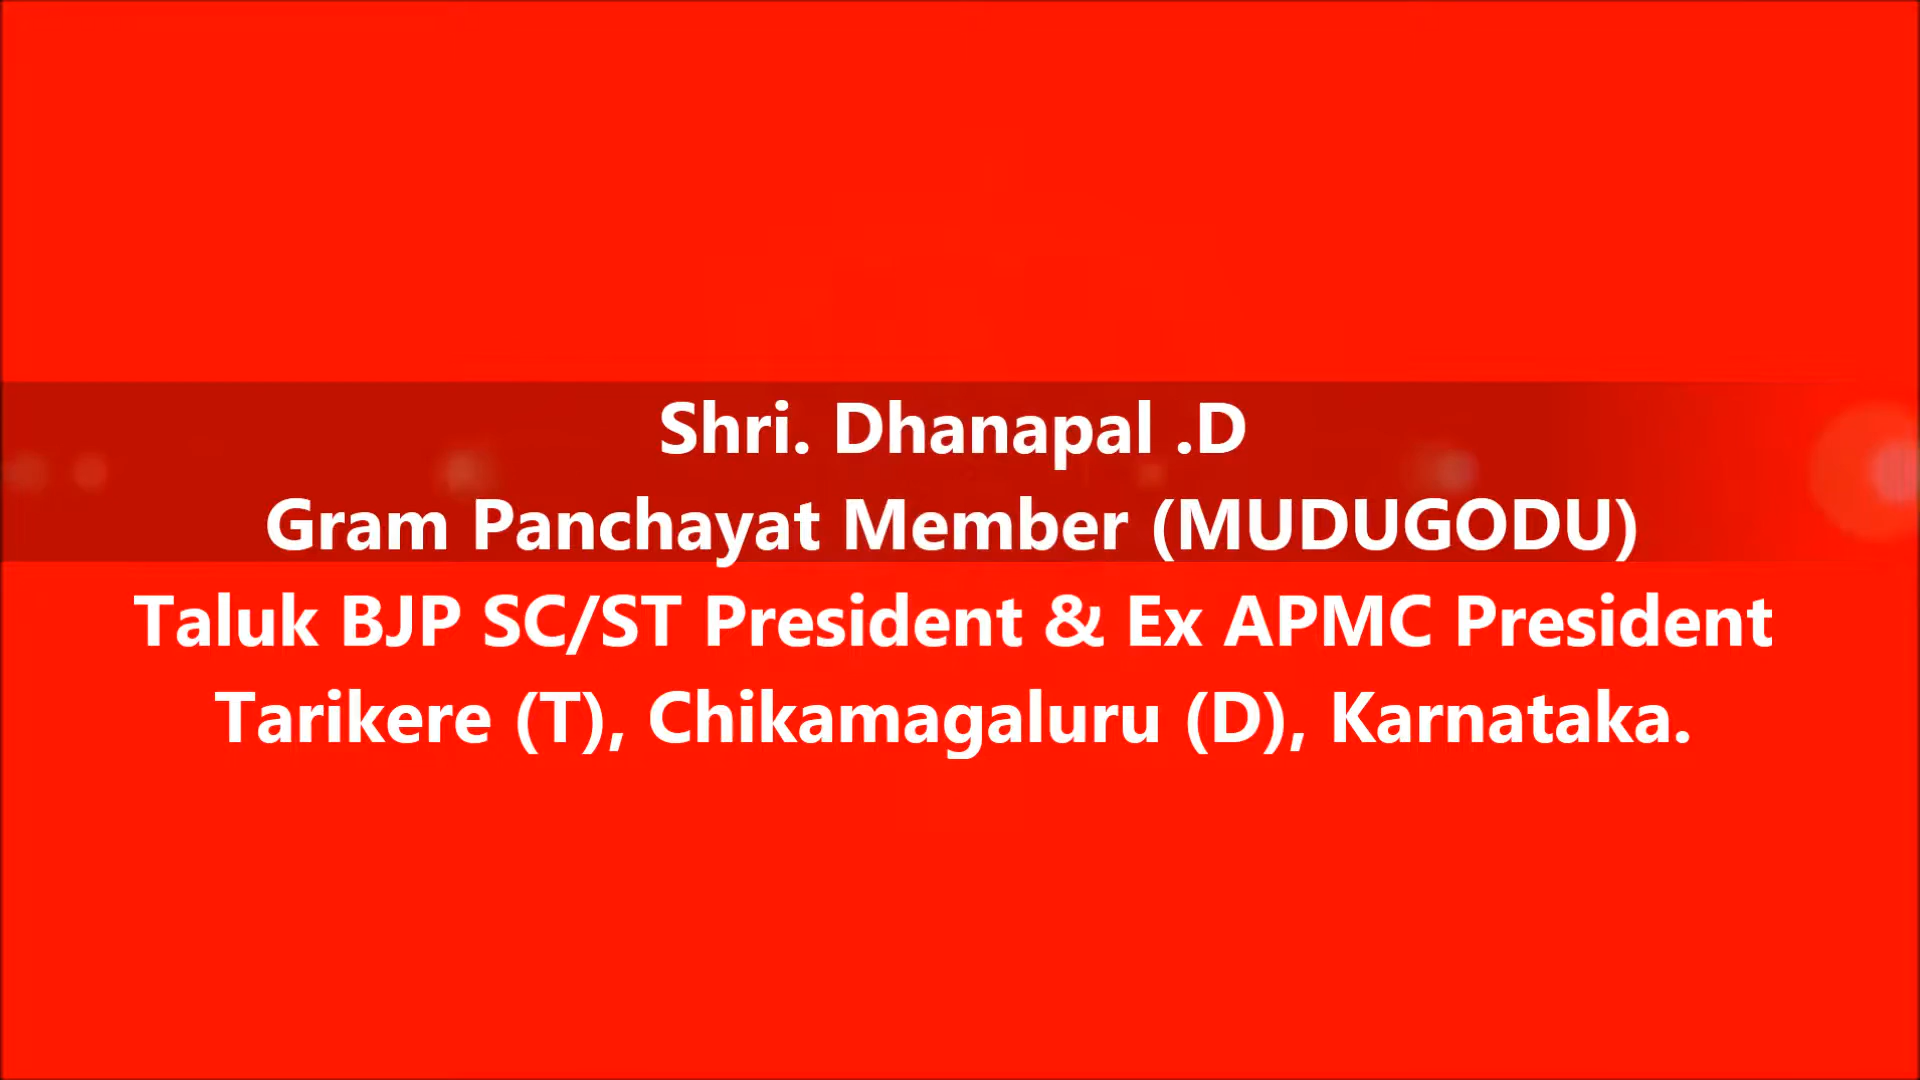 Shri. Dhanapal .D
Gram Panchayat Member (MUDUGODU)
Taluk BJP SC/ST President & Ex APMC President
Tarikere (T), Chikamagaluru (D), Karnataka.